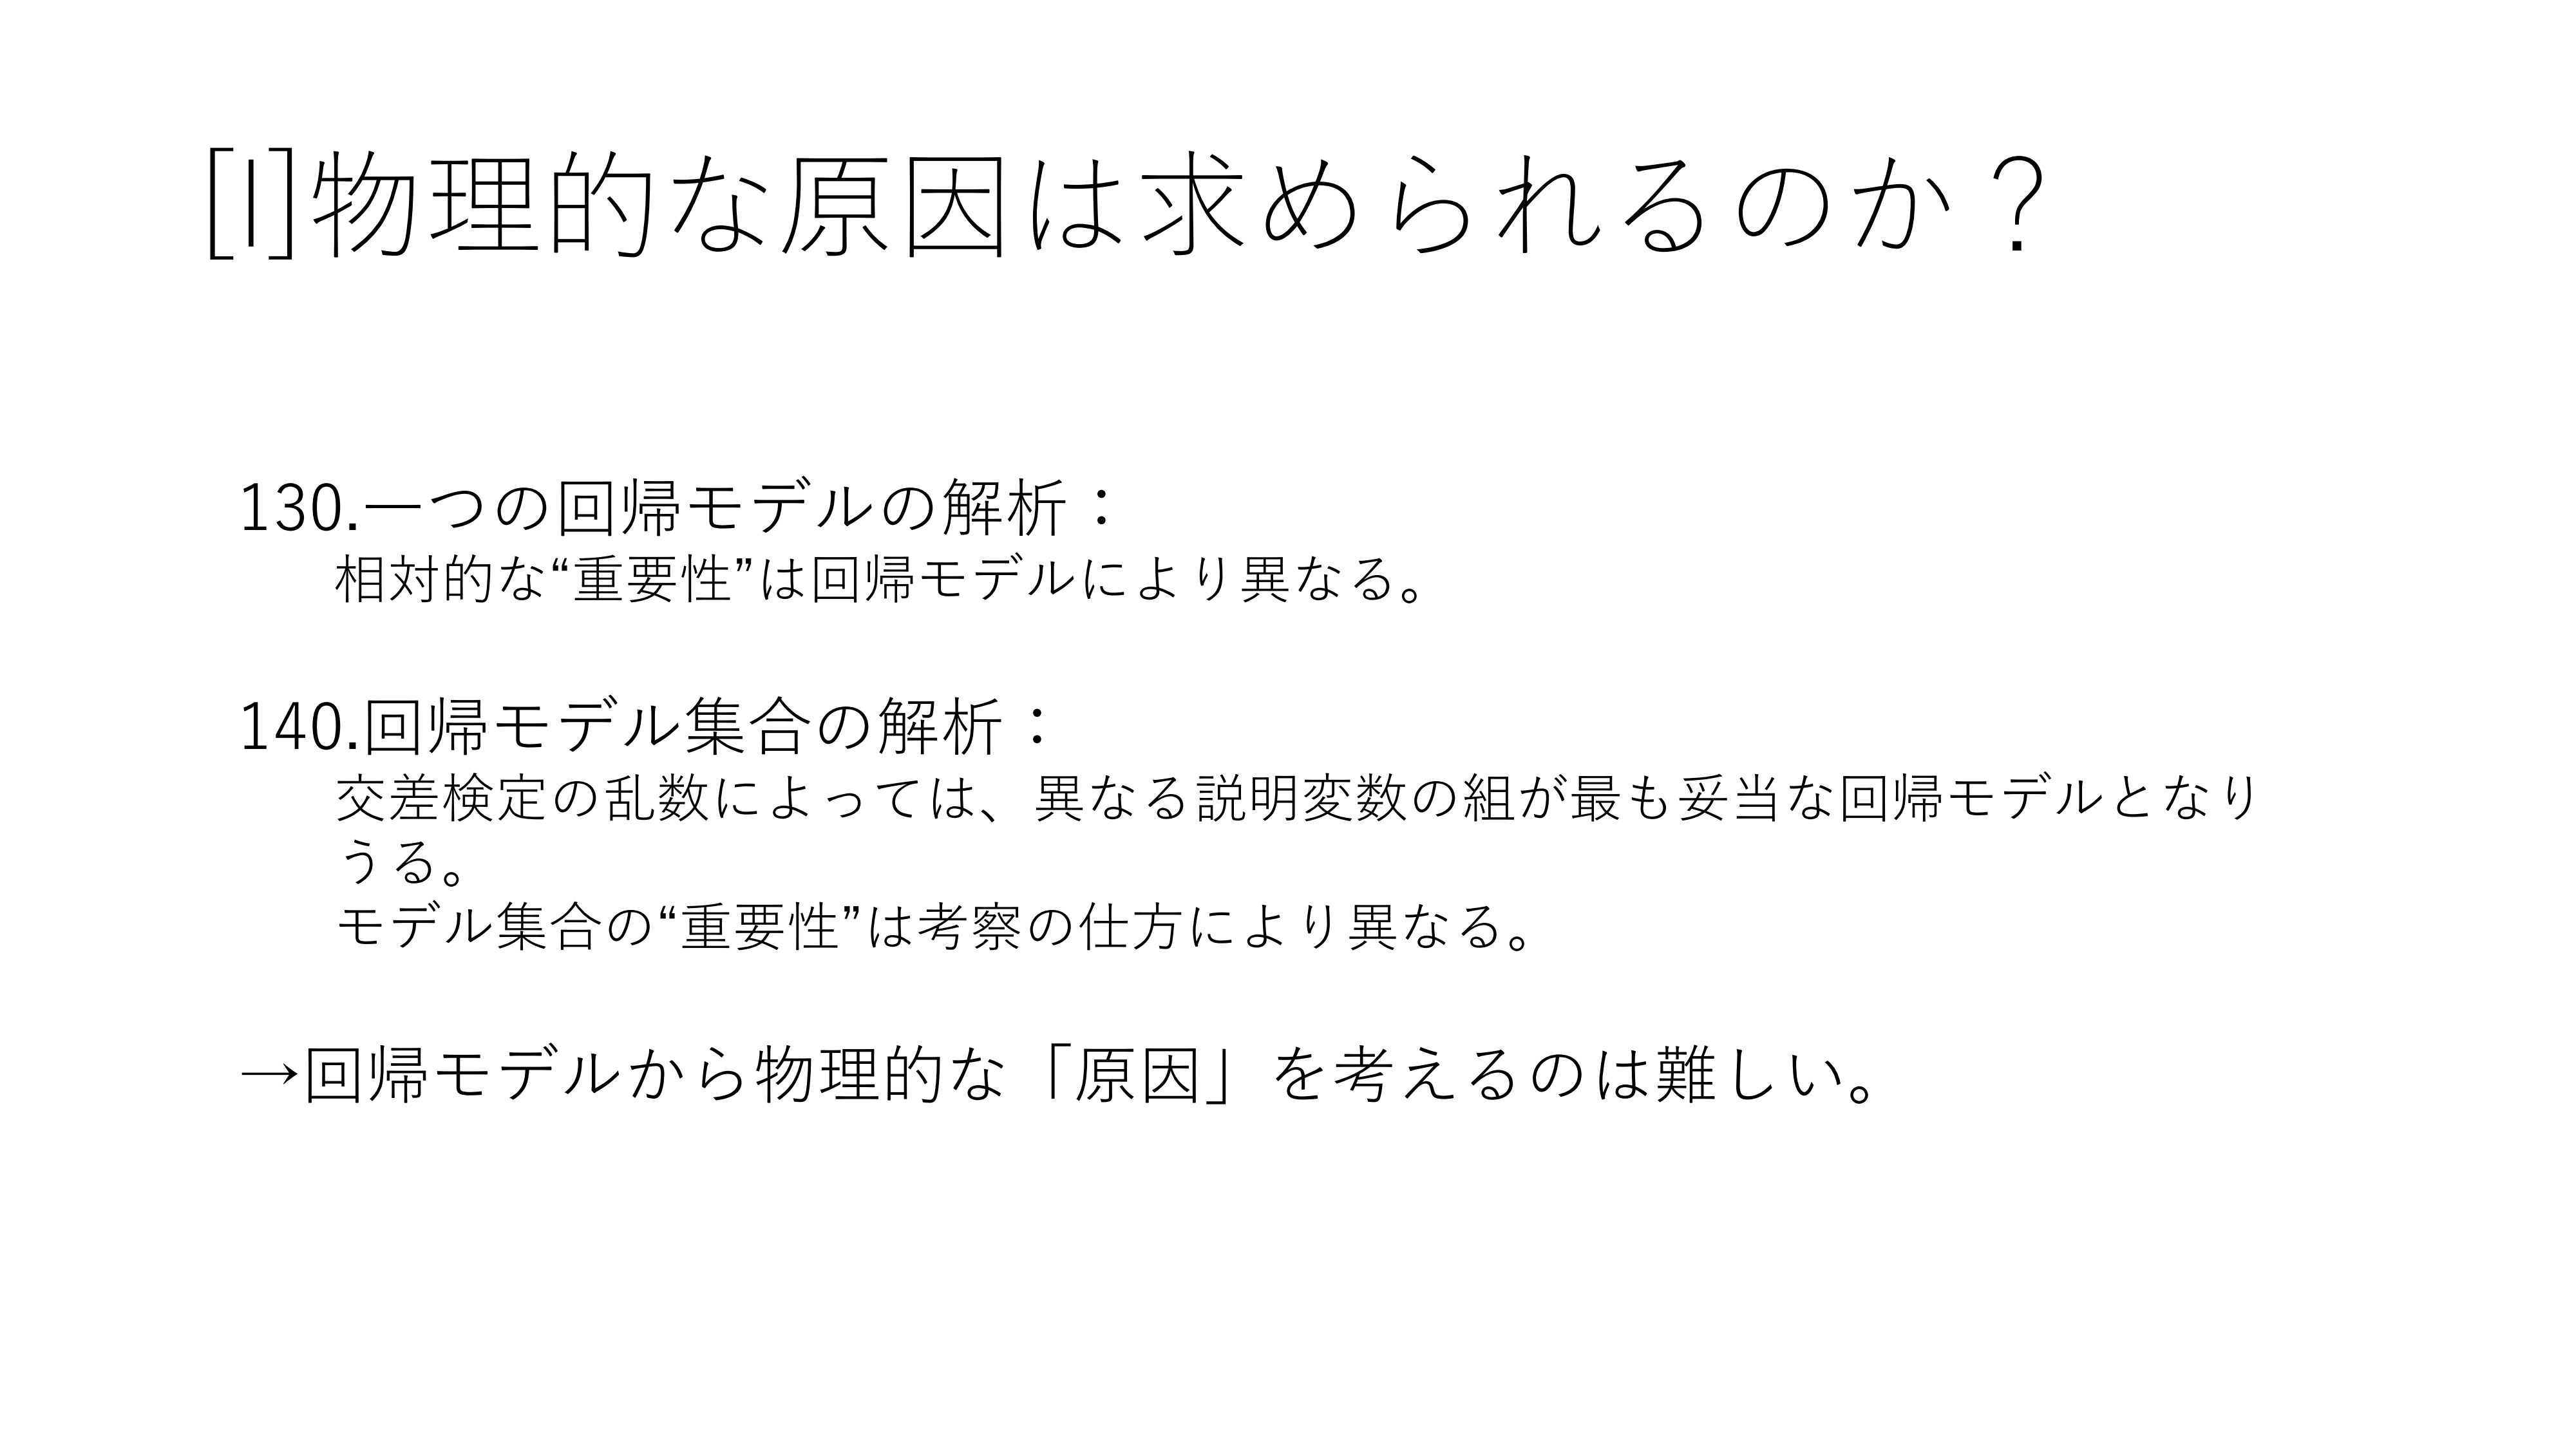 [I]物理的な原因は求められるのか？
130.一つの回帰モデルの解析：
相対的な“重要性”は回帰モデルにより異なる。
140.回帰モデル集合の解析：
交差検定の乱数によっては、異なる説明変数の組が最も妥当な回帰モデルとなり
うる。
モデル集合の“重要性”は考察の仕方により異なる。
→回帰モデルから物理的な「原因」を考えるのは難しい。